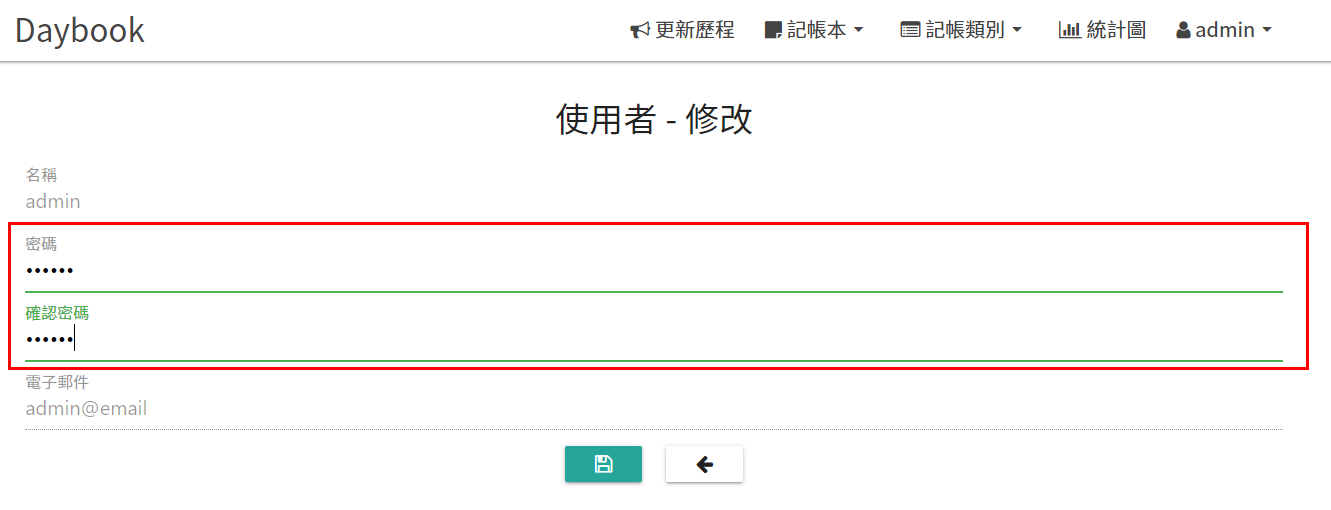 Daybook 更新歷程 記帳本 記帳類別 統計圖 admin
使用者 - 修改
名稱
admin
密碼
••••••
確認密碼
••••••
電子郵件
admin@email